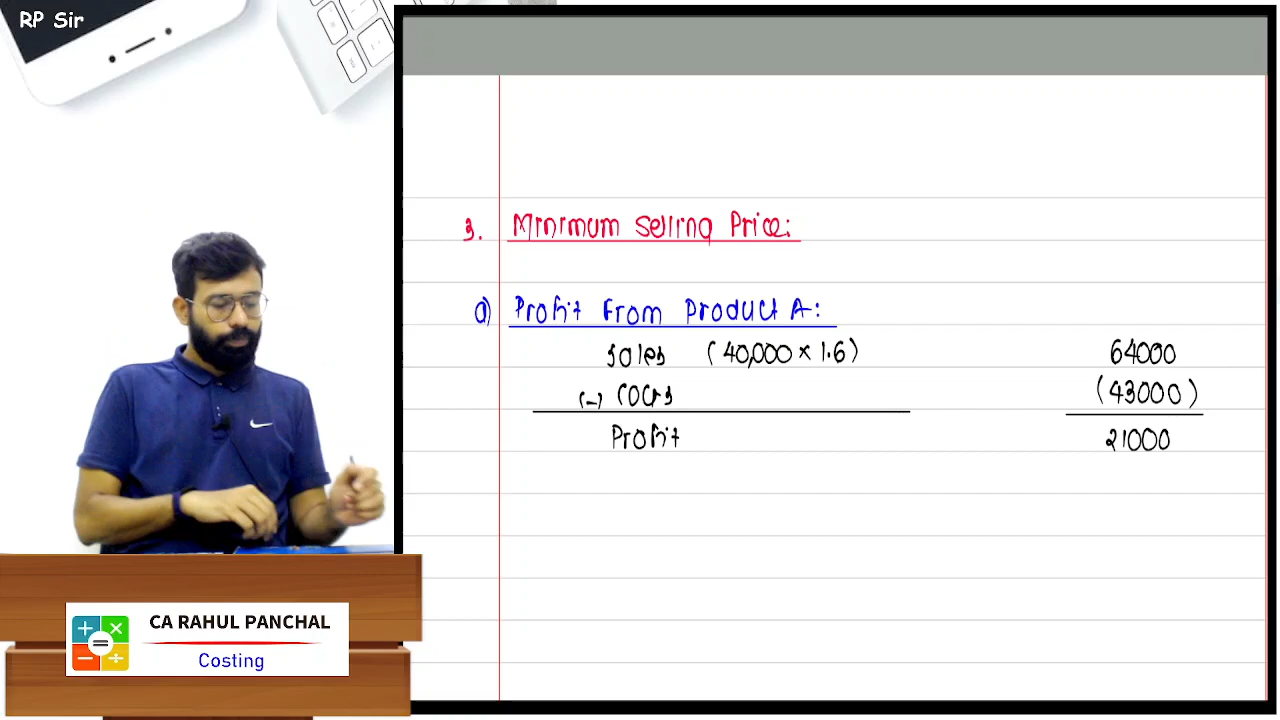 RP Sir
3. Minimum Selling Price:
a) Profit From Product A:
Sales (40,000 × 1.6) 64000
(-) COGS (43000)
Profit 21000
CA RAHUL PANCHAL
Costing